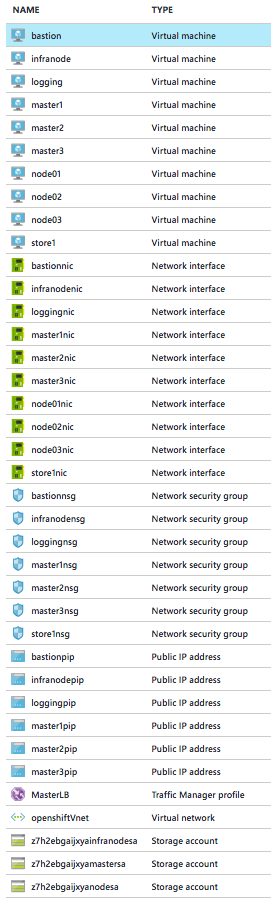 NAME TYPE
bastion Virtual machine
infranode Virtual machine
logging Virtual machine
master1 Virtual machine
master2 Virtual machine
master3 Virtual machine
node01 Virtual machine
node02 Virtual machine
node03 Virtual machine
store1 Virtual machine
bastionnic Network interface
infranodenic Network interface
loggingnic Network interface
master1nic Network interface
master2nic Network interface
master3nic Network interface
node01nic Network interface
node02nic Network interface
node03nic Network interface
store1nic Network interface
bastionnsg Network security group
infranodensg Network security group
loggingnsg Network security group
master1nsg Network security group
master2nsg Network security group
master3nsg Network security group
store1nsg Network security group
bastionpip Public IP address
infranodepip Public IP address
loggingpip Public IP address
master1pip Public IP address
master2pip Public IP address
master3pip Public IP address
MasterLB Traffic Manager profile
openshiftVnet Virtual network
z7h2ebgaijxyainfranodesa Storage account
z7h2ebgaijxyamastersa Storage account
z7h2ebgaijxyanodesa Storage account